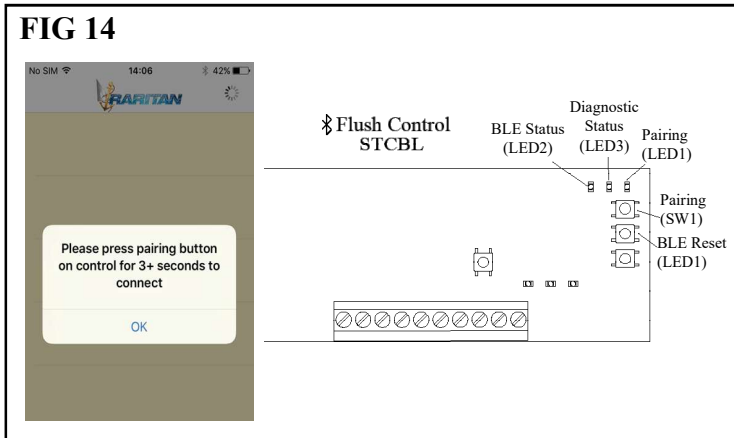 FIG 14
No SIM 14:06 42%
RARITAN
Please press pairing button
on control for 3+ seconds to
connect
OK
Flush Control
STCBL
BLE Status
(LED2)
Diagnostic
Status
(LED3)
Pairing
(LED1)
Pairing
(SW1)
BLE Reset
(LED1)